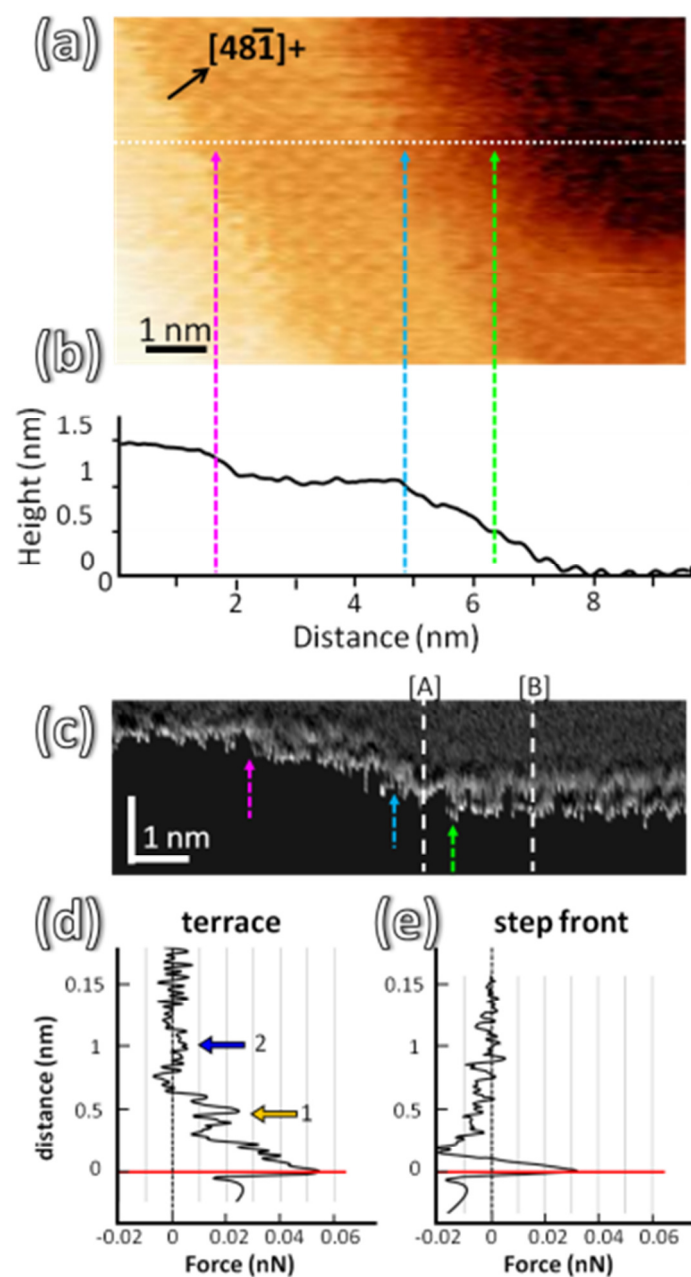 (a)
[481̅]+
1 nm
(b)
1.5
1
0.5
0
0
Height (nm)
2 4 6 8
Distance (nm)
[A] [B]
(c)
1 nm
(d) terrace
(e) step front
0.15
1
0.5
0
distance (nm)
2
1
-0.02 0 0.02 0.04 0.06
Force (nN)
0.15
1
0.5
0
-0.02 0 0.02 0.04 0.06
Force (nN)